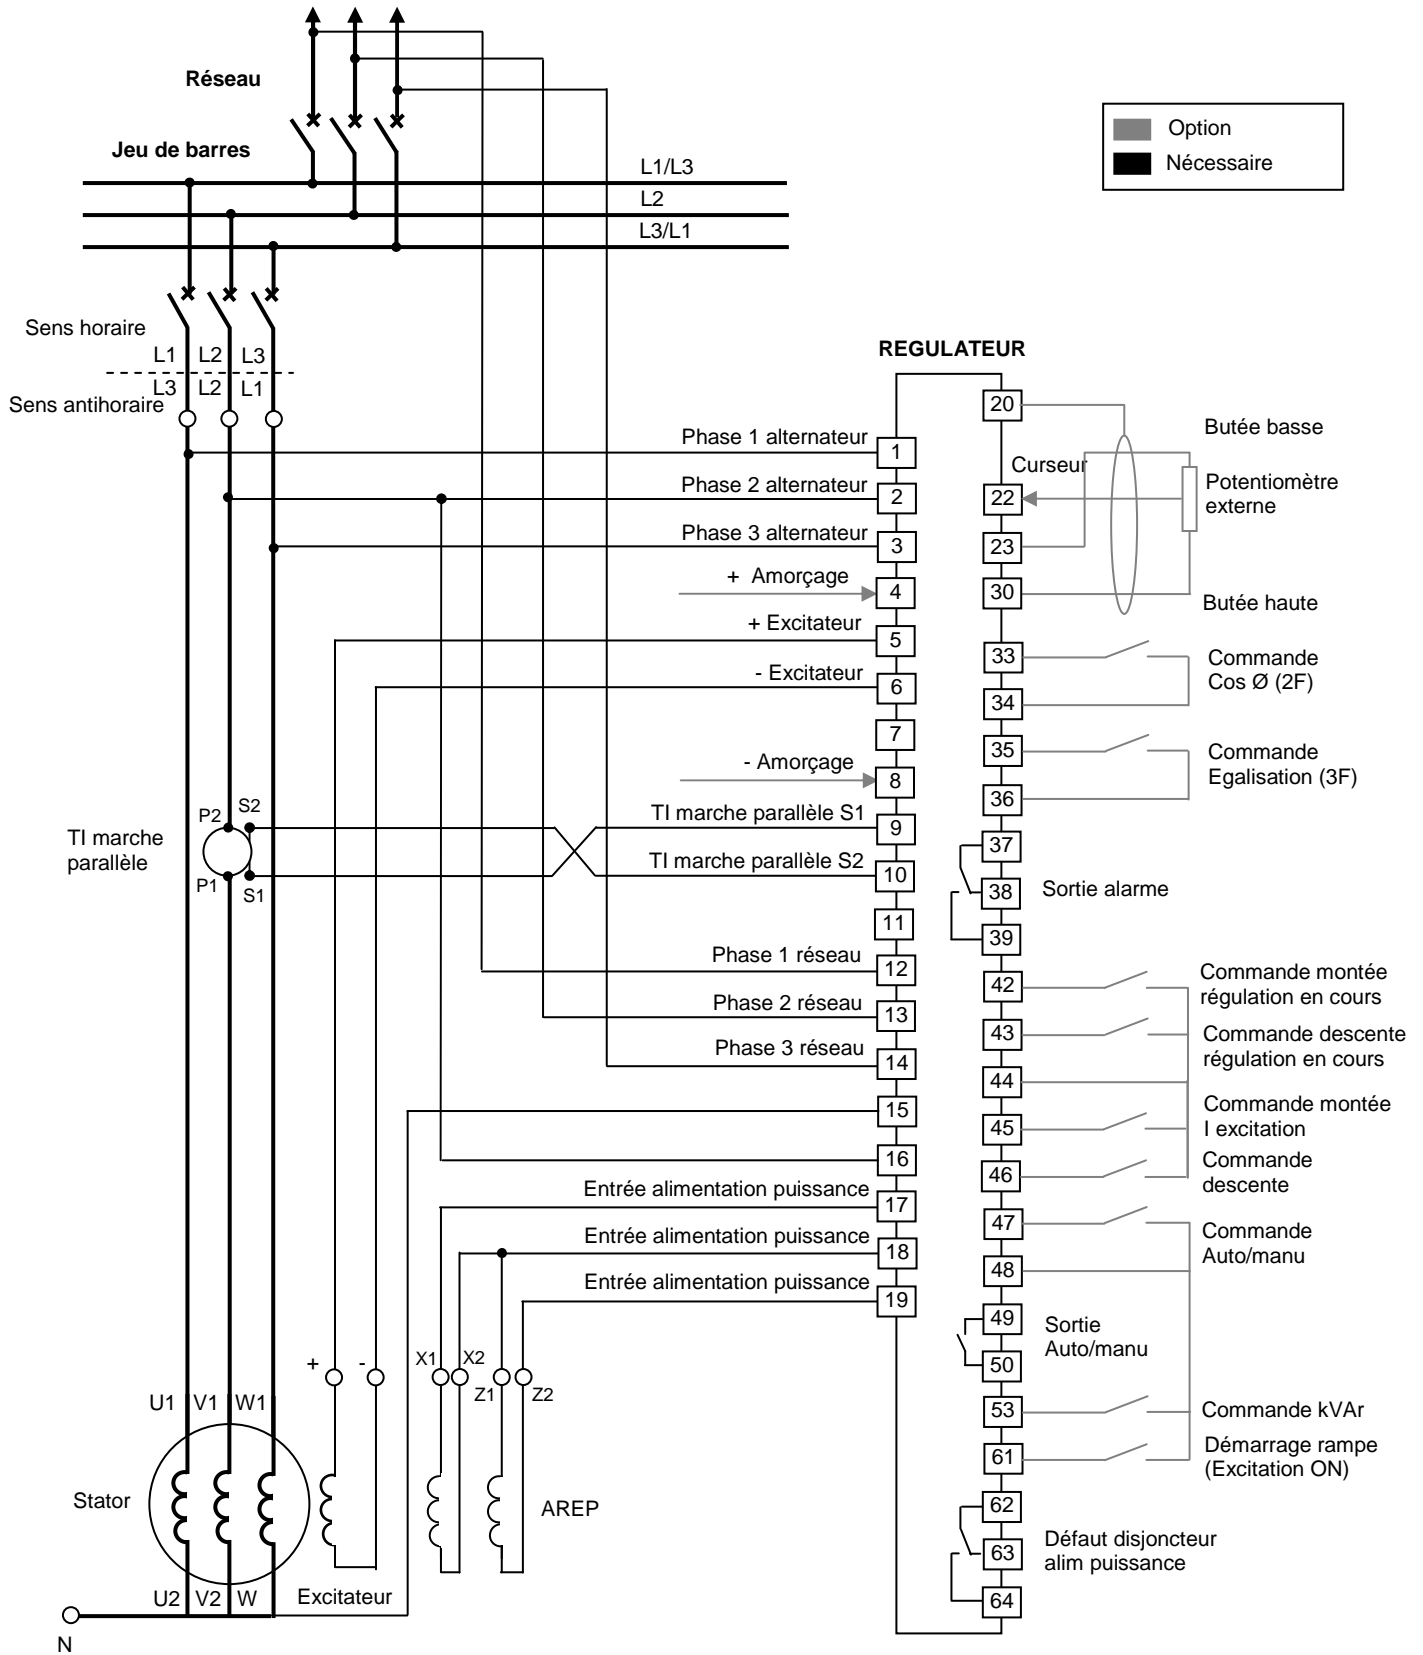 Réseau
Jeu de barres
L1/L3
L2
L3/L1
Option
Nécessaire
Sens horaire
L1 L2 L3
L3 L2 L1
Sens antihoraire
REGULATEUR
Phase 1 alternateur
1
Phase 2 alternateur
2
Phase 3 alternateur
3
+ Amorçage
4
+ Excitateur
5
- Excitateur
6
7
- Amorçage
8
TI marche parallèle S1
9
TI marche parallèle S2
10
11
Phase 1 réseau
12
Phase 2 réseau
13
Phase 3 réseau
14
15
16
Entrée alimentation puissance
17
Entrée alimentation puissance
18
Entrée alimentation puissance
19
20
Butée basse
Curseur
22
Potentiomètre
externe
23
30
Butée haute
33
Commande
Cos Ø (2F)
34
35
Commande
Egalisation (3F)
36
37
38
Sortie alarme
39
42
Commande montée
régulation en cours
43
Commande descente
régulation en cours
44
Commande montée
I excitation
45
Commande
descente
46
47
Commande
Auto/manu
48
49
Sortie
Auto/manu
50
53
Commande kVAr
61
Démarrage rampe
(Excitation ON)
62
63
Défaut disjoncteur
alim puissance
64
TI marche
parallèle
P2 S2
P1 S1
+ -
X1 X2
Z1 Z2
U1 V1 W1
Stator
AREP
U2 V2 W
Excitateur
N